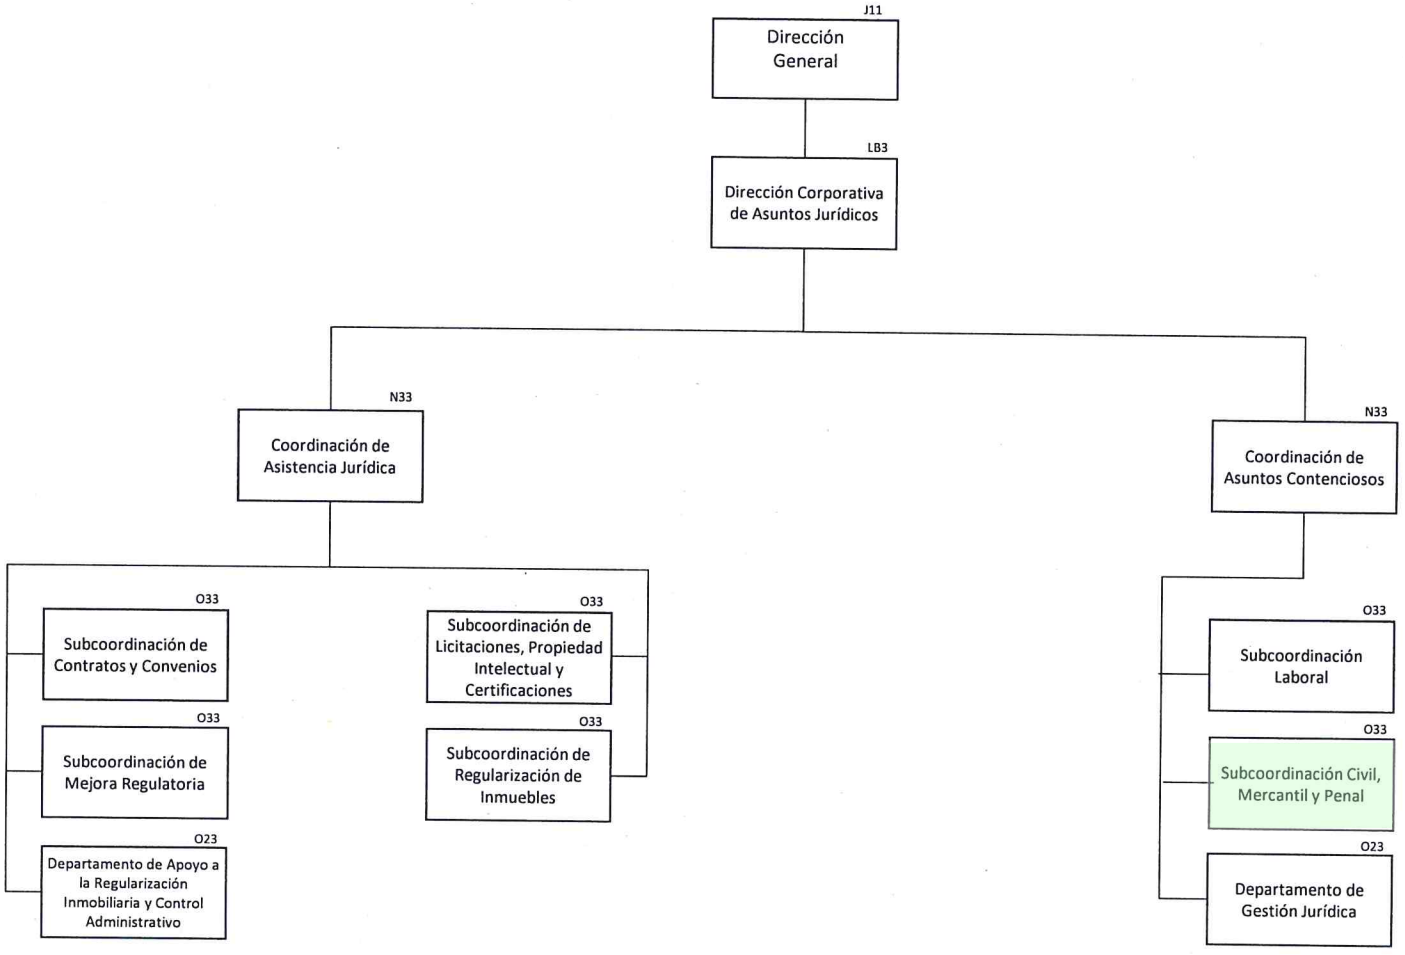 J11
Dirección
General
LB3
Dirección Corporativa
de Asuntos Jurídicos
N33
Coordinación de
Asistencia Jurídica
N33
Coordinación de
Asuntos Contenciosos
O33
Subcoordinación de
Contratos y Convenios
O33
Subcoordinación de
Mejora Regulatoria
O23
Departamento de Apoyo a
la Regularización
Inmobiliaria y Control
Administrativo
O33
Subcoordinación de
Licitaciones, Propiedad
Intelectual y
Certificaciones
O33
Subcoordinación de
Regularización de
Inmuebles
O33
Subcoordinación
Laboral
O33
Subcoordinación Civil,
Mercantil y Penal
O23
Departamento de
Gestión Jurídica